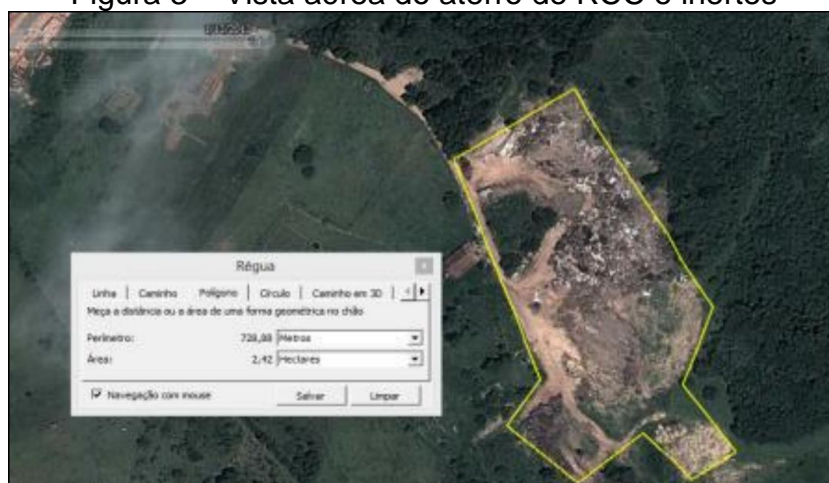 Figura 8 – Vista aérea do aterro de RCC e inertes
Régua
Linha | Caminho | Polígono | Círculo | Caminho em 3D
Meça a distância ou a área de uma forma geométrica no chão
Perímetro: 728,88 Metros
Área: 2,42 Hectares
Navegação com mouse Salvar Limpar